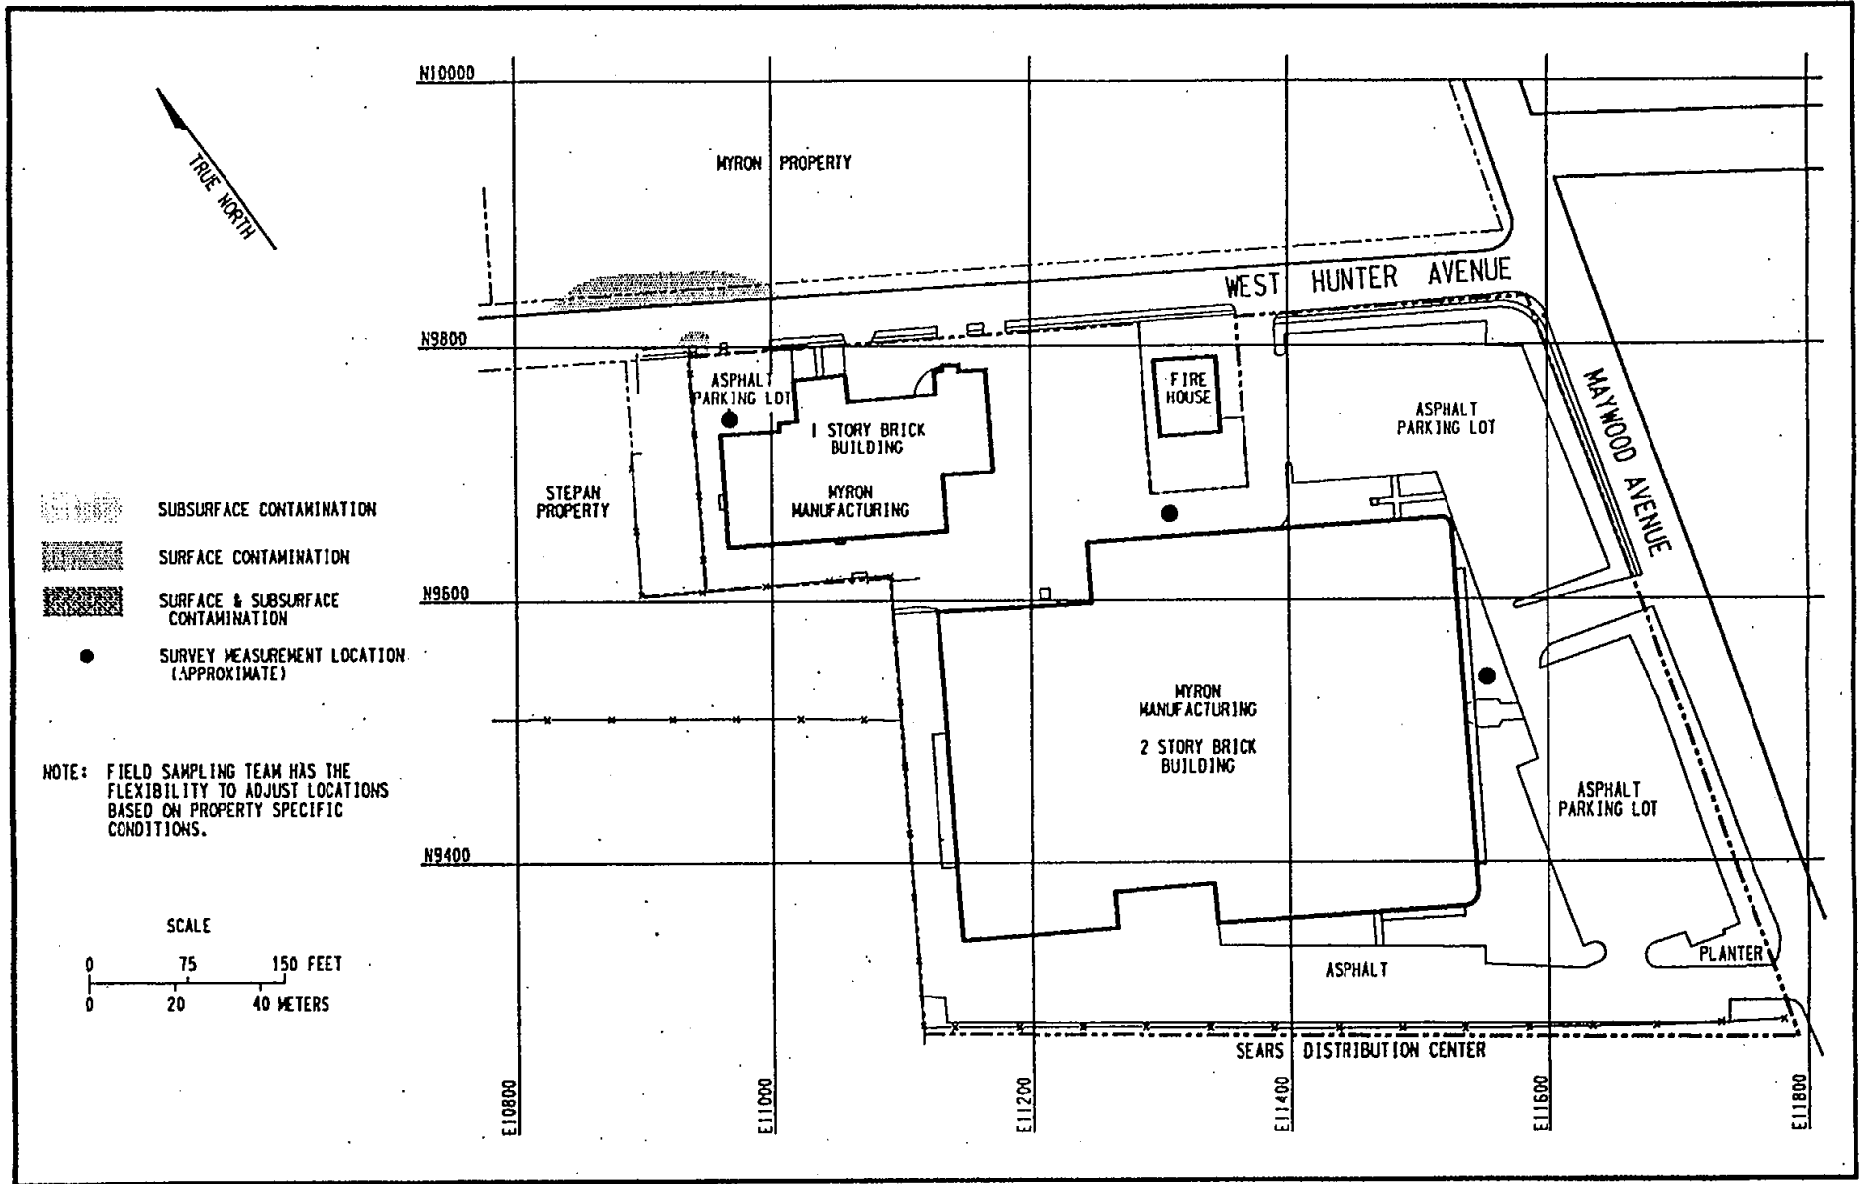 N10000
MYRON PROPERTY
TRUE NORTH
WEST HUNTER AVENUE
N9800
ASPHALT
PARKING LOT
FIRE
HOUSE
MAYWOOD AVENUE
ASPHALT
PARKING LOT
1 STORY BRICK
BUILDING
MYRON
MANUFACTURING
STEPAN
PROPERTY
SUBSURFACE CONTAMINATION
SURFACE CONTAMINATION
SURFACE & SUBSURFACE
CONTAMINATION
N9600
SURVEY MEASUREMENT LOCATION
(APPROXIMATE)
MYRON
MANUFACTURING
2 STORY BRICK
BUILDING
NOTE: FIELD SAMPLING TEAM HAS THE
FLEXIBILITY TO ADJUST LOCATIONS
BASED ON PROPERTY SPECIFIC
CONDITIONS.
ASPHALT
PARKING LOT
N9400
SCALE
0 75 150 FEET
0 20 40 METERS
PLANTER
ASPHALT
SEARS DISTRIBUTION CENTER
E10800
E11000
E11200
E11400
E11600
E11800